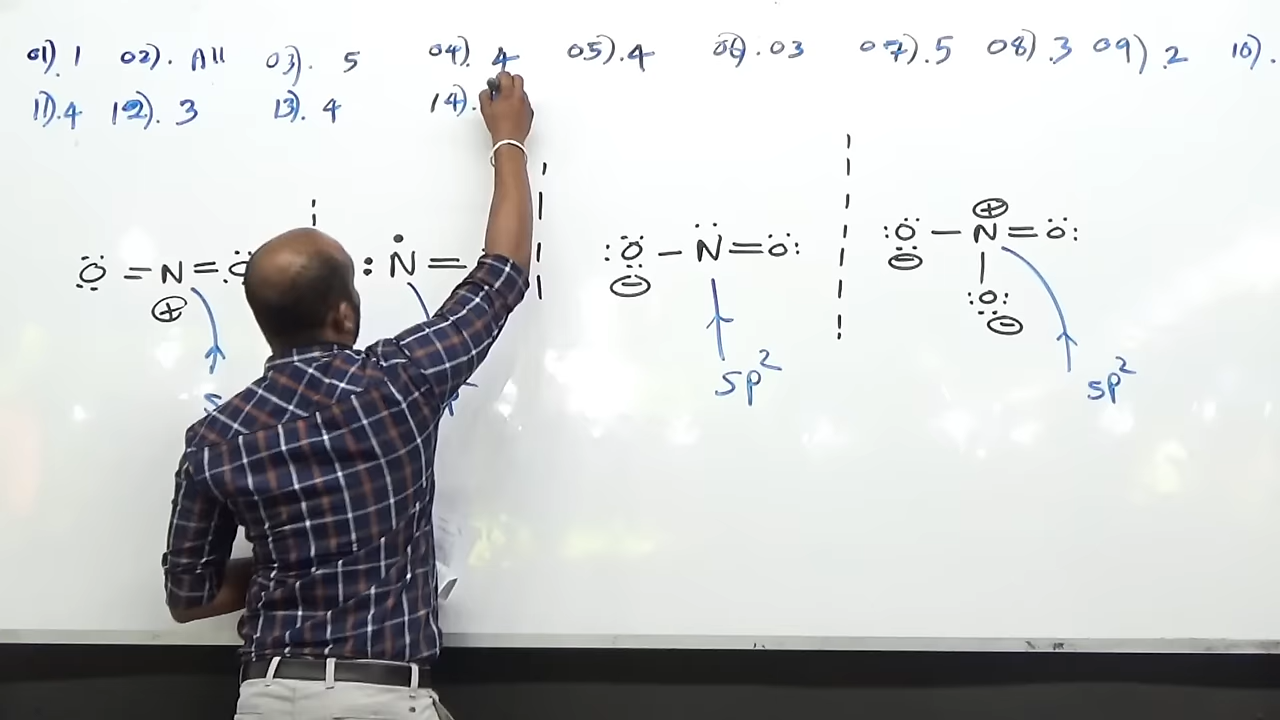 01). 1 02). All 03). 5 04). 4 05). 4 06). 03 07). 5 08). 3 09) . 2 10).
11). 4 12). 3 13). 4 14).
:Ö – N̈ = Ö:
⊖
sp²
⊕
:Ö – N = Ö:
⊖
:O:
⊖
sp²
Ö = N = Ö
⊕
:Ṅ =